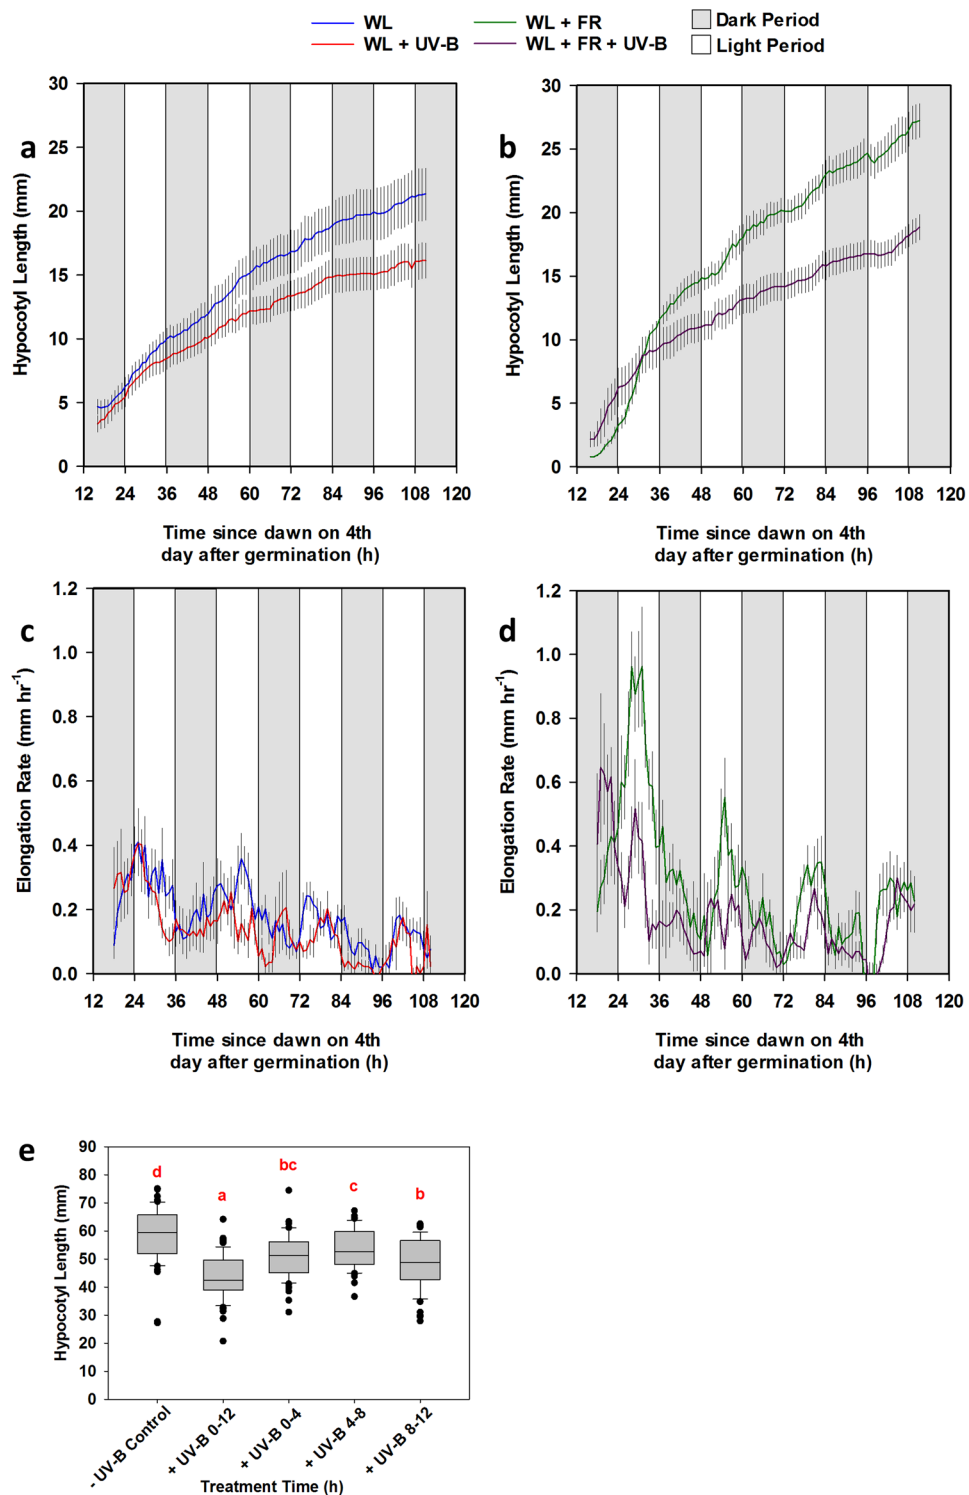 WL
WL + FR
Dark Period
WL + UV-B
WL + FR + UV-B
Light Period
a
30
25
20
15
10
5
0
Hypocotyl Length (mm)
12 24 36 48 60 72 84 96 108 120
Time since dawn on 4th
day after germination (h)
b
30
25
20
15
10
5
0
Hypocotyl Length (mm)
12 24 36 48 60 72 84 96 108 120
Time since dawn on 4th
day after germination (h)
c
1.2
1.0
0.8
0.6
0.4
0.2
0.0
Elongation Rate (mm hr⁻¹)
12 24 36 48 60 72 84 96 108 120
Time since dawn on 4th
day after germination (h)
d
1.2
1.0
0.8
0.6
0.4
0.2
0.0
Elongation Rate (mm hr⁻¹)
12 24 36 48 60 72 84 96 108 120
Time since dawn on 4th
day after germination (h)
e
90
80
70
60
50
40
30
20
10
0
Hypocotyl Length (mm)
d
a
bc
c
b
- UV-B Control
+ UV-B 0-12
+ UV-B 0-4
+ UV-B 4-8
+ UV-B 8-12
Treatment Time (h)